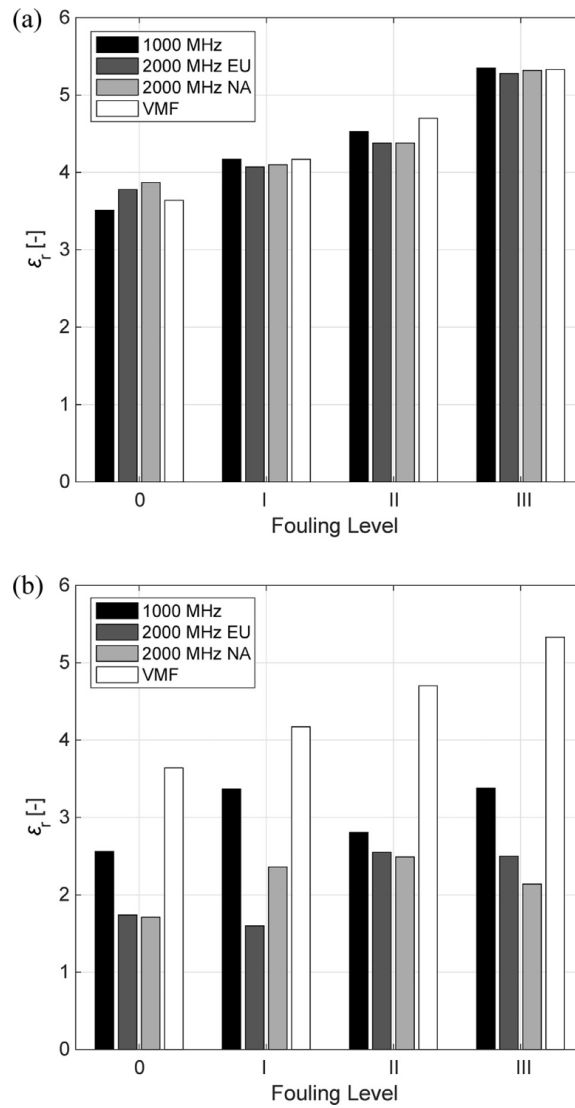 (a)
6
1000 MHz
2000 MHz EU
2000 MHz NA
VMF
5
4
3
2
1
0
εr [-]
0 I II III
Fouling Level
(b)
6
1000 MHz
2000 MHz EU
2000 MHz NA
VMF
5
4
3
2
1
0
εr [-]
0 I II III
Fouling Level